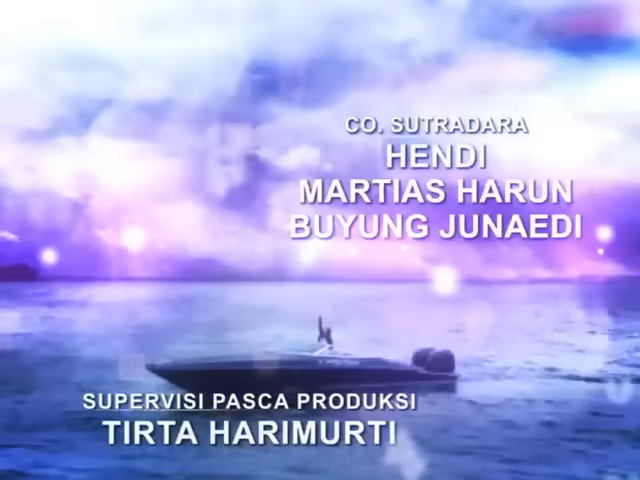 CO. SUTRADARA
HENDI
MARTIAS HARUN
BUYUNG JUNAEDI
SUPERVISI PASCA PRODUKSI
TIRTA HARIMURTI